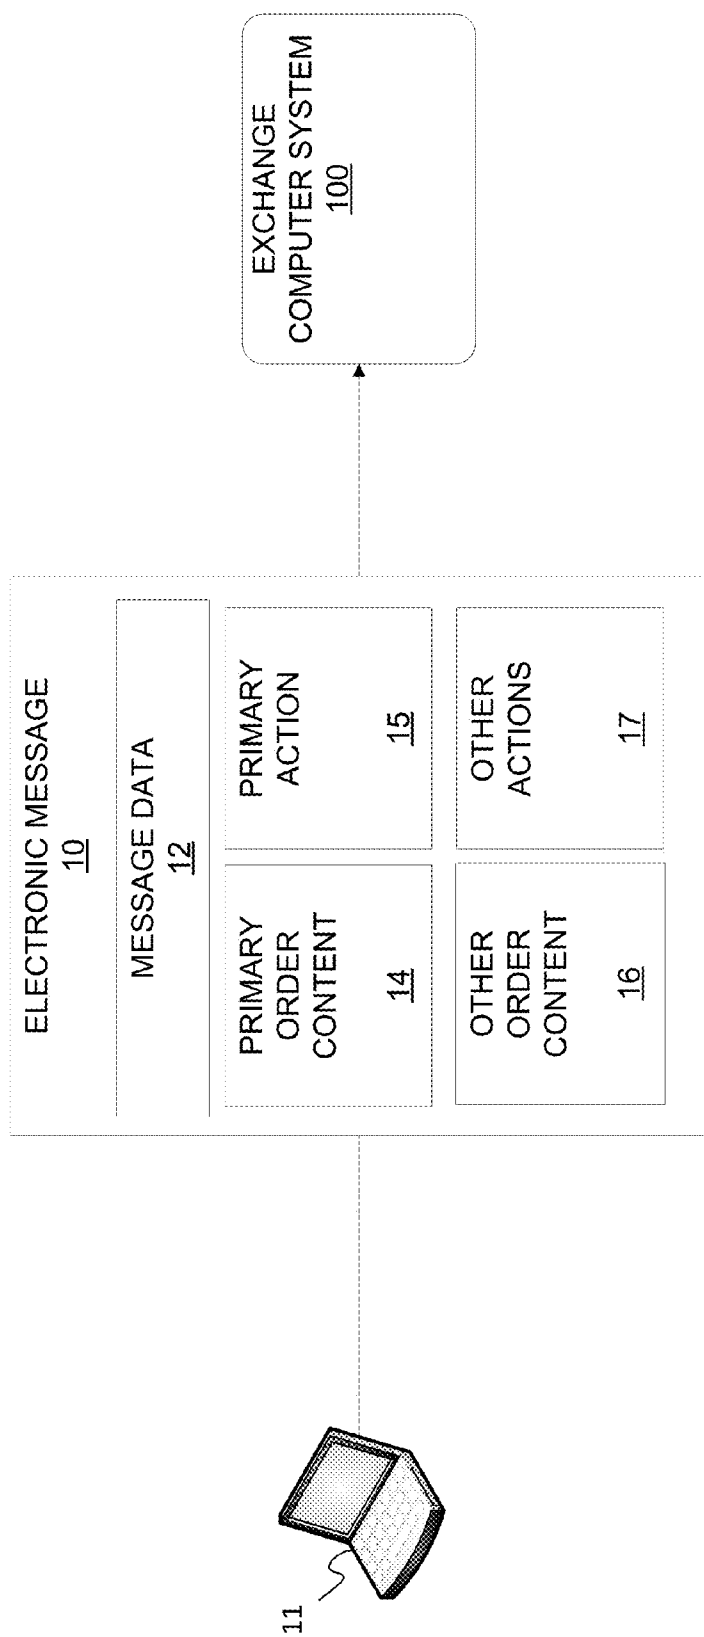 11
ELECTRONIC MESSAGE
10
MESSAGE DATA
12
PRIMARY
ORDER
CONTENT
14
PRIMARY
ACTION
15
OTHER
ORDER
CONTENT
16
OTHER
ACTIONS
17
EXCHANGE
COMPUTER SYSTEM
100